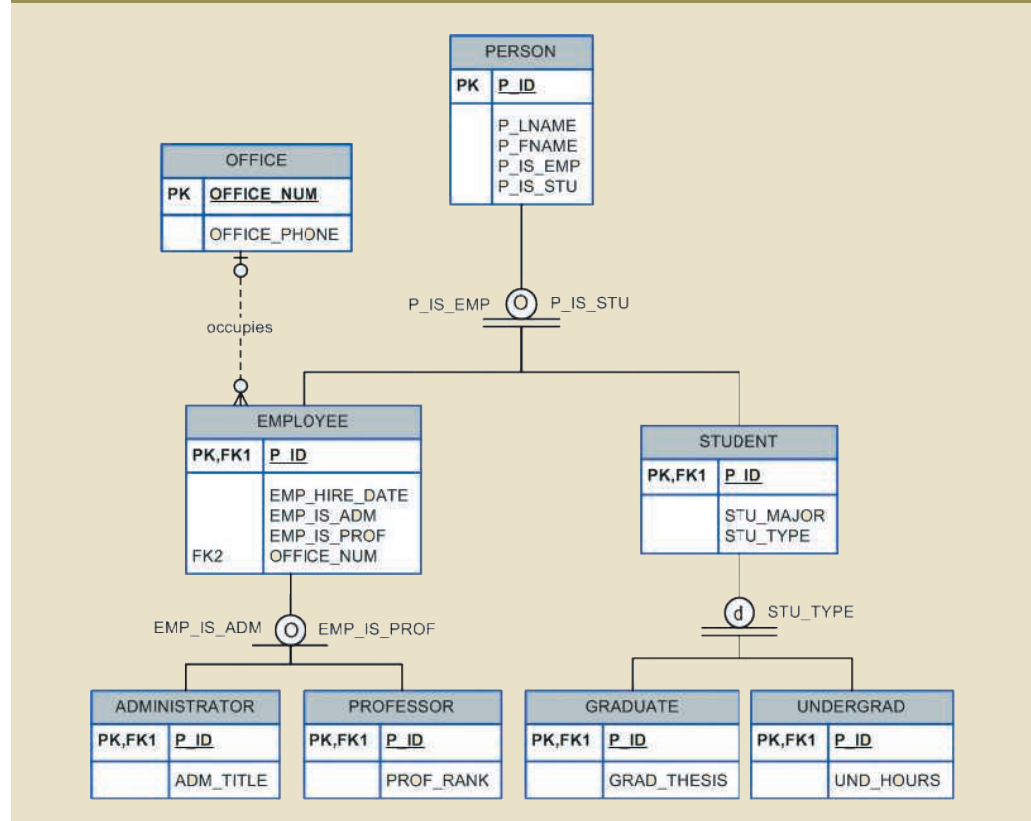 PERSON
PK P_ID
P_LNAME
P_FNAME
P_IS_EMP
P_IS_STU
OFFICE
PK OFFICE_NUM
OFFICE_PHONE
P_IS_EMP O P_IS_STU
occupies
EMPLOYEE
PK,FK1 P_ID
EMP_HIRE_DATE
EMP_IS_ADM
EMP_IS_PROF
FK2 OFFICE_NUM
STUDENT
PK,FK1 P_ID
STU_MAJOR
STU_TYPE
EMP_IS_ADM O EMP_IS_PROF
d STU_TYPE
ADMINISTRATOR
PK,FK1 P_ID
ADM_TITLE
PROFESSOR
PK,FK1 P_ID
PROF_RANK
GRADUATE
PK,FK1 P_ID
GRAD_THESIS
UNDERGRAD
PK,FK1 P_ID
UND_HOURS